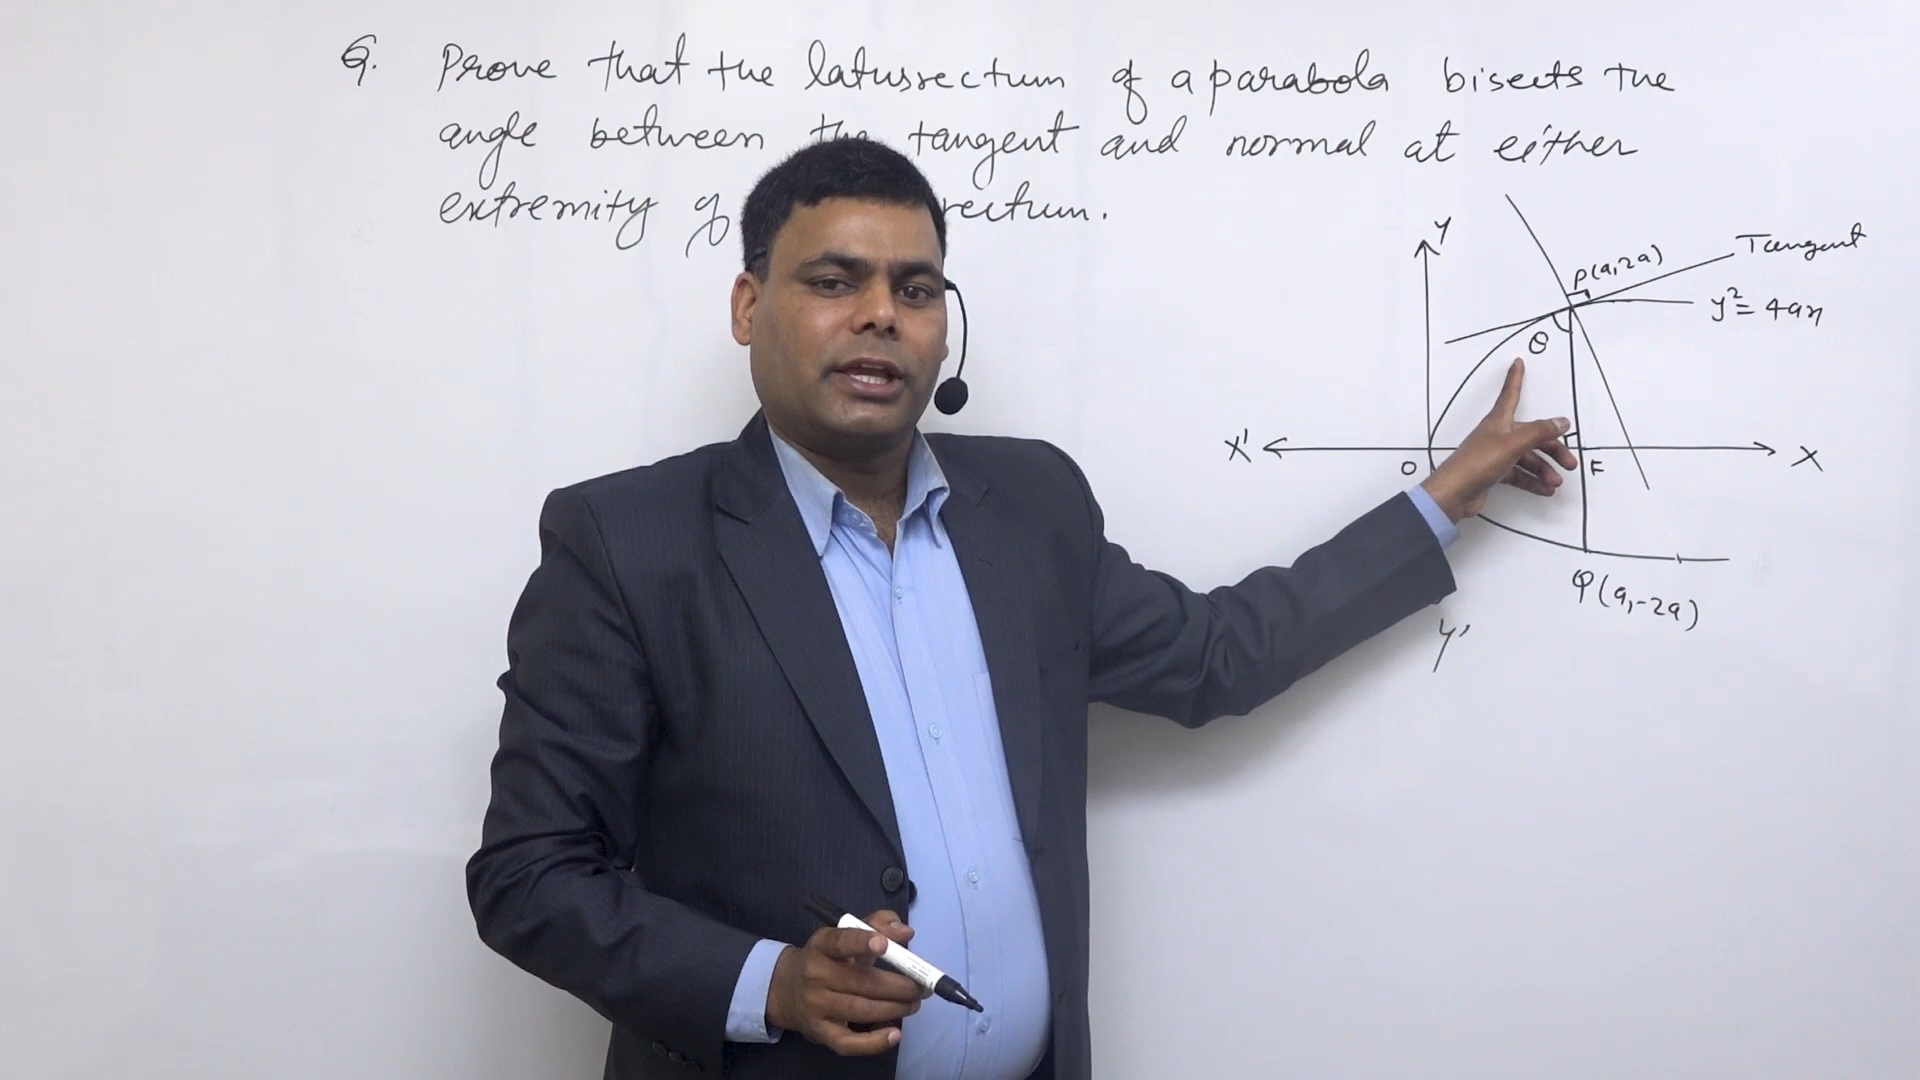 Q. Prove that the latusrectum of a parabola bisects the
angle between the tangent and normal at either
extremity of rectum.
Y
Tangent
P(a,2a)
y²= 4ax
θ
X'
O
F
X
Q(a,-2a)
Y'